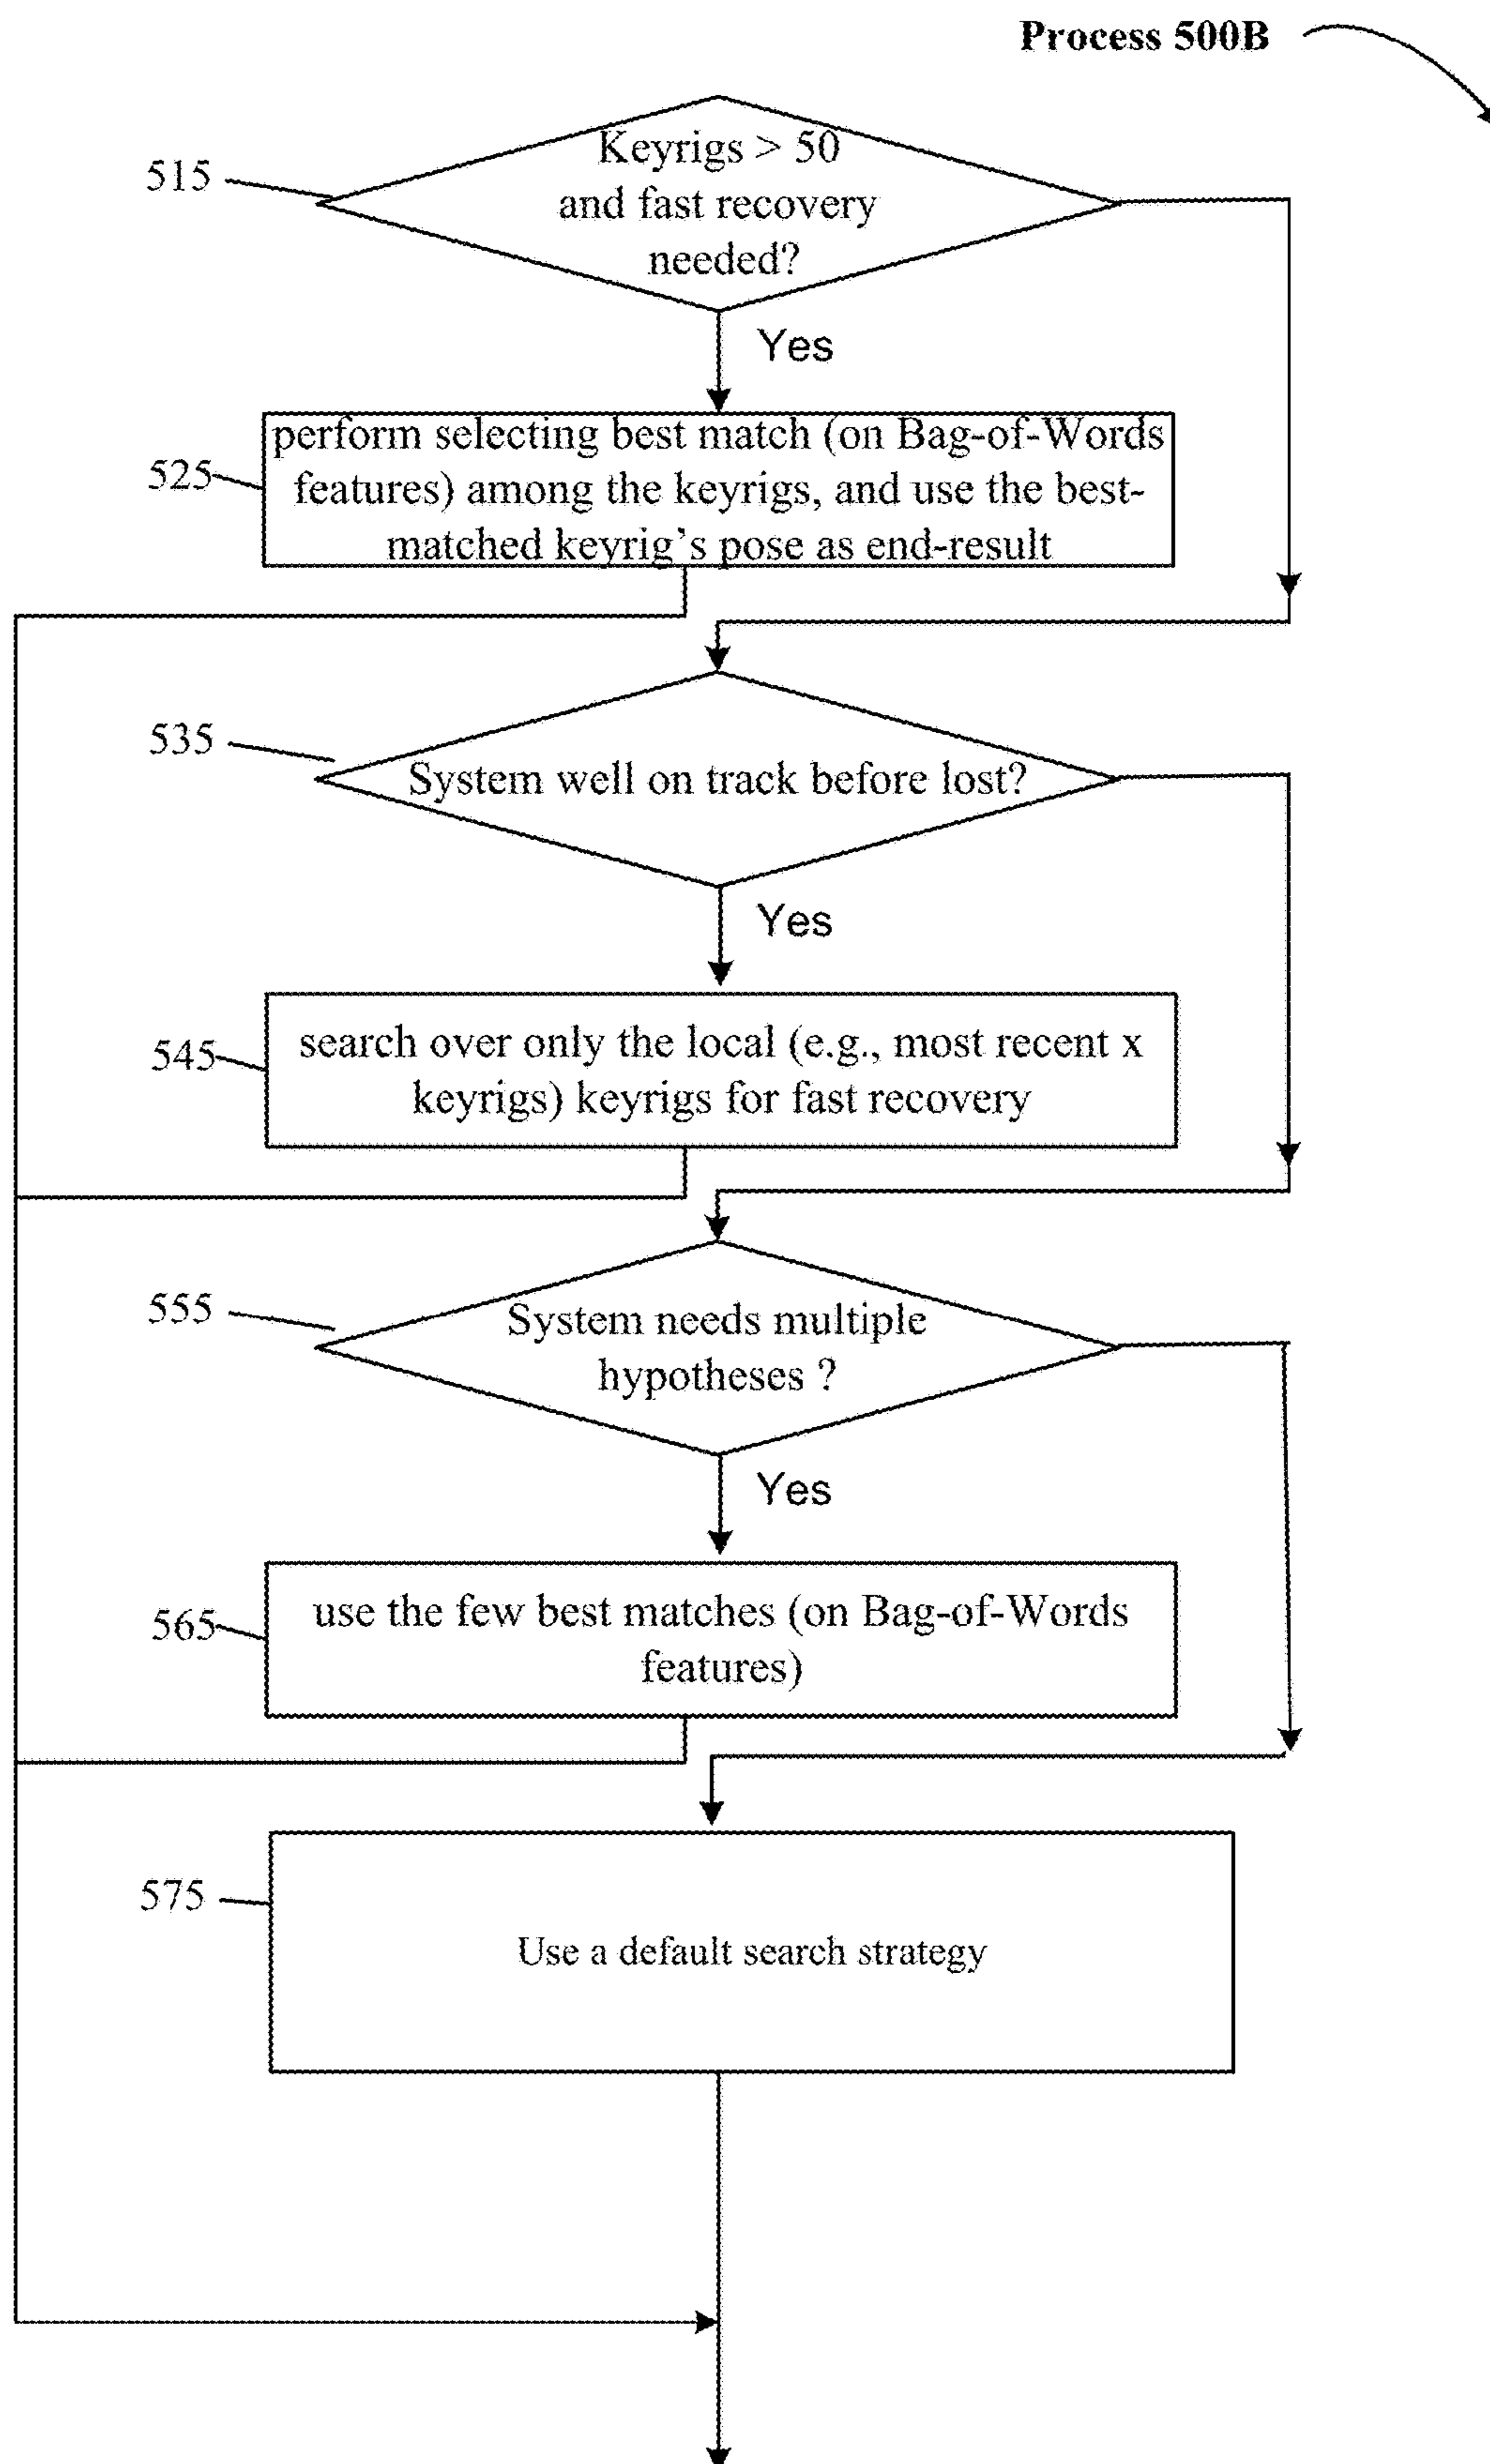 Process 500B
515
Keyrigs > 50
and fast recovery
needed?
Yes
525
perform selecting best match (on Bag-of-Words
features) among the keyrigs, and use the best-
matched keyrig's pose as end-result
535
System well on track before lost?
Yes
545
search over only the local (e.g., most recent x
keyrigs) keyrigs for fast recovery
555
System needs multiple
hypotheses ?
Yes
565
use the few best matches (on Bag-of-Words
features)
575
Use a default search strategy